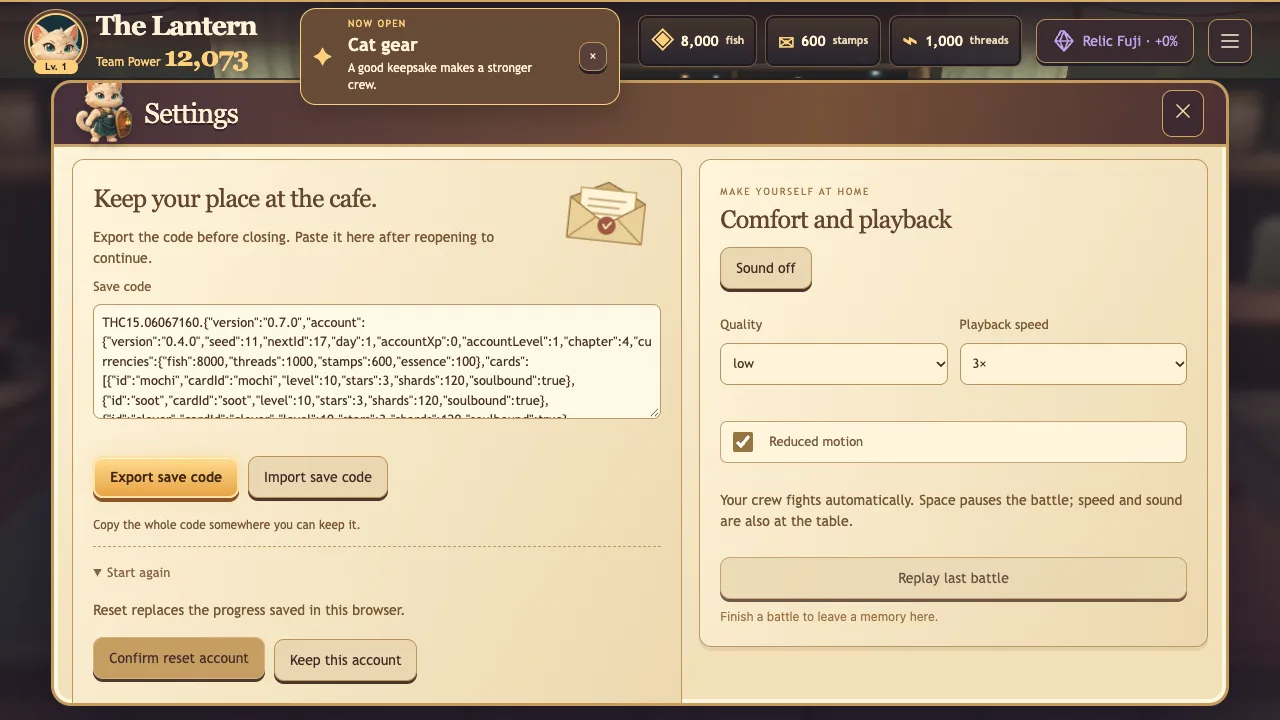 The Lantern
Team Power 12,073
Lv. 1
NOW OPEN
Cat gear
A good keepsake makes a stronger
crew.
×
8,000 fish
600 stamps
1,000 threads
Relic Fuji · +0%
Settings
Keep your place at the cafe.
Export the code before closing. Paste it here after reopening to
continue.
Save code
THC15.06067160.{"version":"0.7.0","account":
{"version":"0.4.0","seed":11,"nextId":17,"day":1,"accountXp":0,"accountLevel":1,"chapter":4,"cu
rrencies":{"fish":8000,"threads":1000,"stamps":600,"essence":100},"cards":
[{"id":"mochi","cardId":"mochi","level":10,"stars":3,"shards":120,"soulbound":true},
{"id":"soot","cardId":"soot","level":10,"stars":3,"shards":120,"soulbound":true},
Export save code
Import save code
Copy the whole code somewhere you can keep it.
▼ Start again
Reset replaces the progress saved in this browser.
Confirm reset account
Keep this account
MAKE YOURSELF AT HOME
Comfort and playback
Sound off
Quality
Playback speed
low
3×
Reduced motion
Your crew fights automatically. Space pauses the battle; speed and sound
are also at the table.
Replay last battle
Finish a battle to leave a memory here.